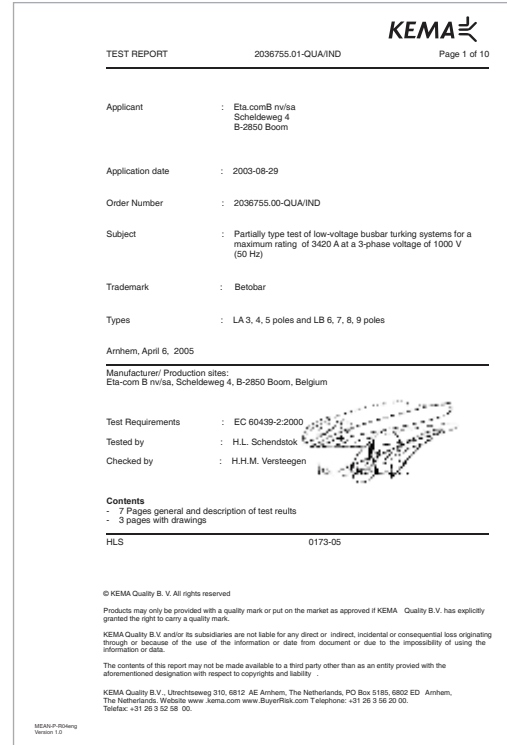 KEMA
TEST REPORT 2036755.01-QUA/IND Page 1 of 10
Applicant : Eta.comB nv/sa
Scheldeweg 4
B-2850 Boom
Application date : 2003-08-29
Order Number : 2036755.00-QUA/IND
Subject : Partially type test of low-voltage busbar turking systems for a
maximum rating of 3420 A at a 3-phase voltage of 1000 V
(50 Hz)
Trademark : Betobar
Types : LA 3, 4, 5 poles and LB 6, 7, 8, 9 poles
Arnhem, April 6, 2005
Manufacturer/ Production sites:
Eta-com B nv/sa, Scheldeweg 4, B-2850 Boom, Belgium
Test Requirements : EC 60439-2:2000
Tested by : H.L. Schendstok
Checked by : H.H.M. Versteegen
Contents
- 7 Pages general and description of test reults
- 3 pages with drawings
HLS 0173-05
© KEMA Quality B. V. All rights reserved
Products may only be provided with a quality mark or put on the market as approved if KEMA Quality B.V. has explicitly
granted the right to carry a quality mark.
KEMA Quality B.V. and/or its subsidiaries are not liable for any direct or indirect, incidental or consequential loss originating
through or because of the use of the information or date from document or due to the impossibility of using the
information or data.
The contents of this report may not be made available to a third party other than as an entity provied with the
aforementioned designation with respect to copyrights and liability .
KEMA Quality B.V., Utrechtseweg 310, 6812 AE Arnhem, The Netherlands, PO Box 5185, 6802 ED Arnhem,
The Netherlands. Website www .kema.com www.BuyerRisk.com Telephone: +31 26 3 56 20 00.
Telefax: +31 26 3 52 58 00.
MEAN-P-R04eng
Version 1.0